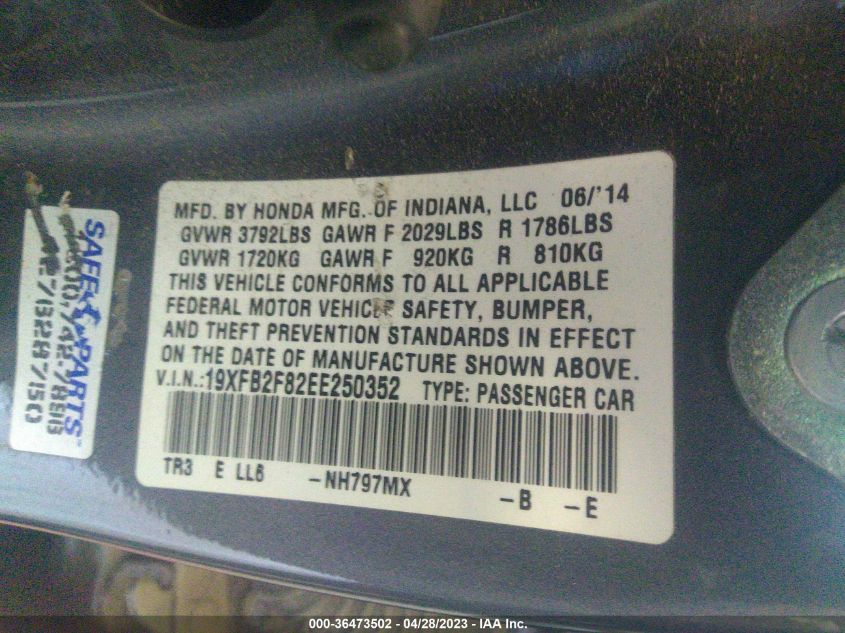 MFD. BY HONDA MFG. OF INDIANA, LLC 06/'14
GVWR 3792LBS GAWR F 2029LBS R 1786LBS
GVWR 1720KG GAWR F 920KG R 810KG
THIS VEHICLE CONFORMS TO ALL APPLICABLE
FEDERAL MOTOR VEHICLE SAFETY, BUMPER,
AND THEFT PREVENTION STANDARDS IN EFFECT
ON THE DATE OF MANUFACTURE SHOWN ABOVE.
V.I.N.:19XFB2F82EE250352 TYPE: PASSENGER CAR
TR3 E LL6 -NH797MX -B -E
SAFE PARTS
000-36473502 - 04/28/2023 - IAA Inc.